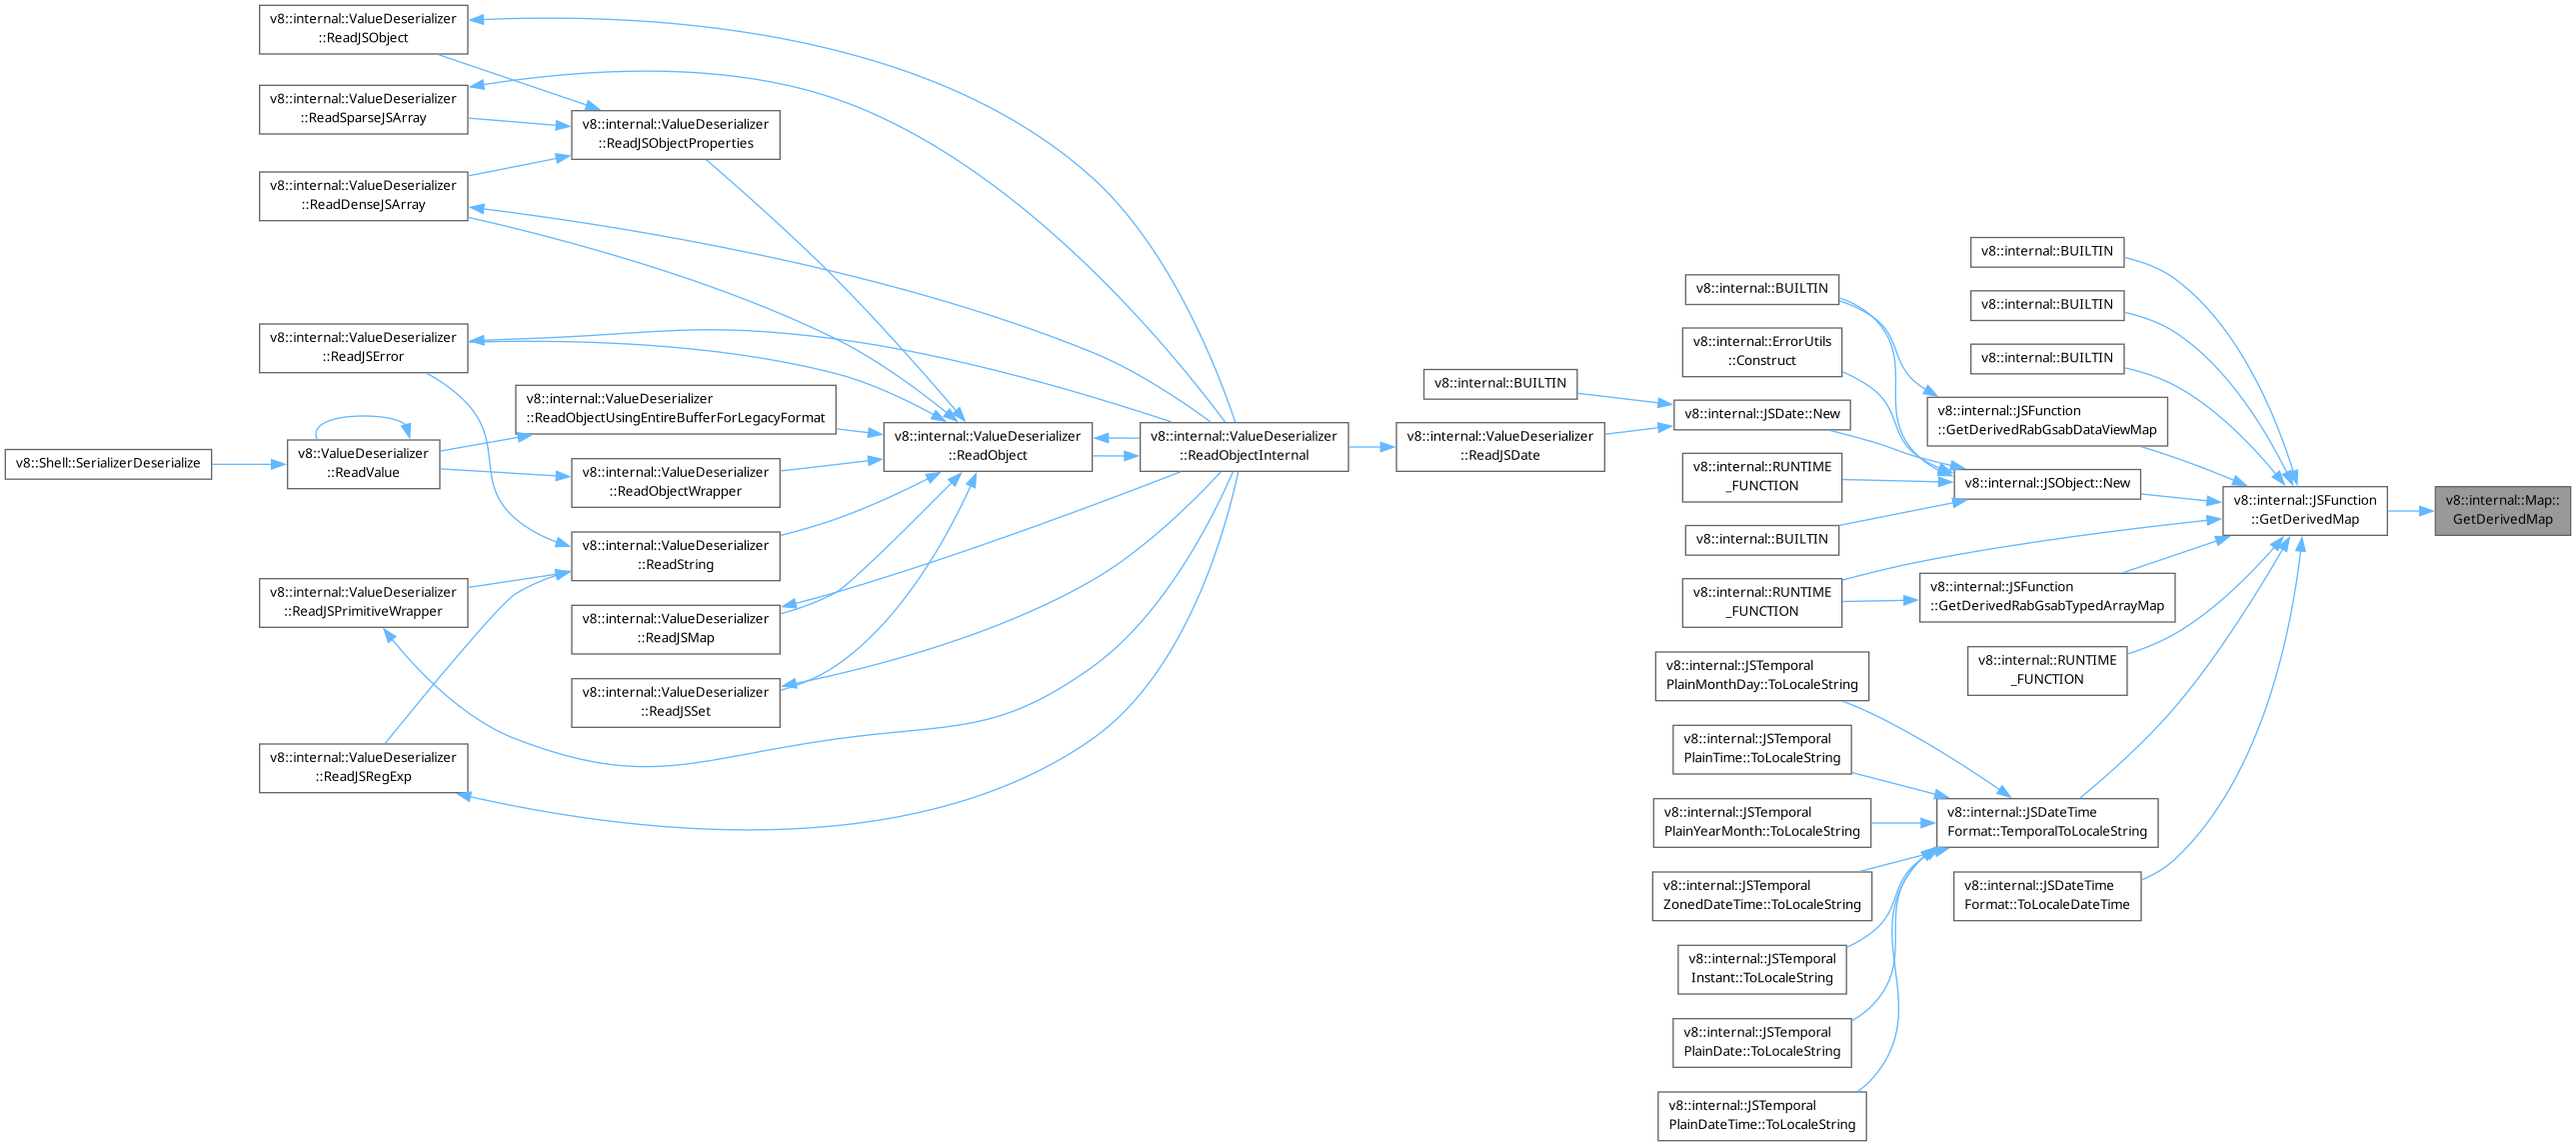 v8::internal::ValueDeserializer
::ReadJSObject
v8::internal::ValueDeserializer
::ReadSparseJSArray
v8::internal::ValueDeserializer
::ReadJSObjectProperties
v8::internal::ValueDeserializer
::ReadDenseJSArray
v8::internal::ValueDeserializer
::ReadJSError
v8::internal::ValueDeserializer
::ReadObjectUsingEntireBufferForLegacyFormat
v8::Shell::SerializerDeserialize
v8::ValueDeserializer
::ReadValue
v8::internal::ValueDeserializer
::ReadObjectWrapper
v8::internal::ValueDeserializer
::ReadString
v8::internal::ValueDeserializer
::ReadJSPrimitiveWrapper
v8::internal::ValueDeserializer
::ReadJSMap
v8::internal::ValueDeserializer
::ReadJSSet
v8::internal::ValueDeserializer
::ReadJSRegExp
v8::internal::ValueDeserializer
::ReadObject
v8::internal::ValueDeserializer
::ReadObjectInternal
v8::internal::BUILTIN
v8::internal::ValueDeserializer
::ReadJSDate
v8::internal::BUILTIN
v8::internal::ErrorUtils
::Construct
v8::internal::JSDate::New
v8::internal::RUNTIME
_FUNCTION
v8::internal::BUILTIN
v8::internal::RUNTIME
_FUNCTION
v8::internal::JSTemporal
PlainMonthDay::ToLocaleString
v8::internal::JSTemporal
PlainTime::ToLocaleString
v8::internal::JSTemporal
PlainYearMonth::ToLocaleString
v8::internal::JSTemporal
ZonedDateTime::ToLocaleString
v8::internal::JSTemporal
Instant::ToLocaleString
v8::internal::JSTemporal
PlainDate::ToLocaleString
v8::internal::JSTemporal
PlainDateTime::ToLocaleString
v8::internal::BUILTIN
v8::internal::BUILTIN
v8::internal::BUILTIN
v8::internal::JSFunction
::GetDerivedRabGsabDataViewMap
v8::internal::JSObject::New
v8::internal::JSFunction
::GetDerivedRabGsabTypedArrayMap
v8::internal::RUNTIME
_FUNCTION
v8::internal::JSDateTime
Format::TemporalToLocaleString
v8::internal::JSDateTime
Format::ToLocaleDateTime
v8::internal::JSFunction
::GetDerivedMap
v8::internal::Map::
GetDerivedMap